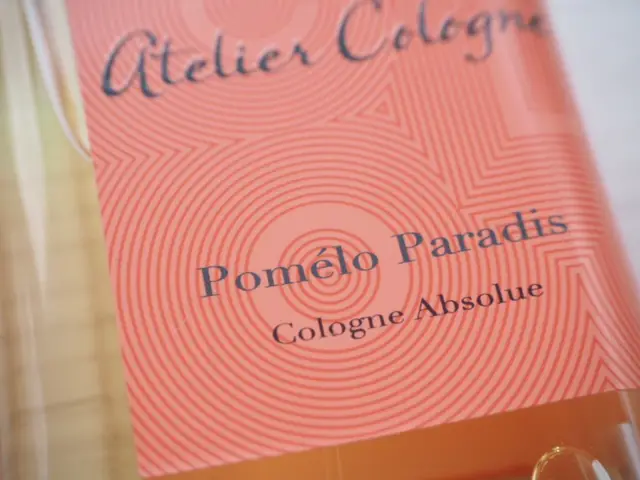 Atelier Cologne
Pomélo Paradis
Cologne Absolue